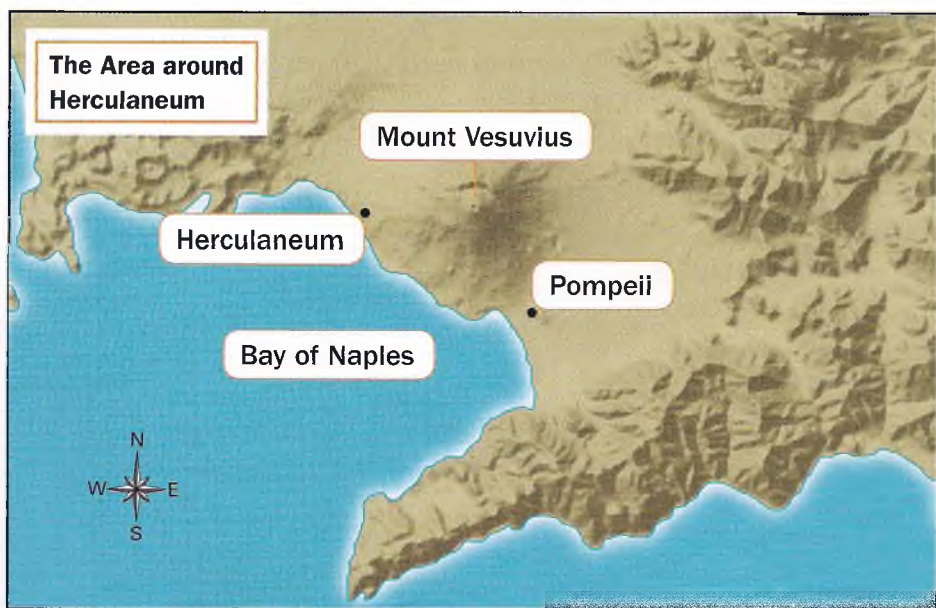 The Area around
Herculaneum
Mount Vesuvius
Herculaneum
Pompeii
Bay of Naples
N
W
E
S